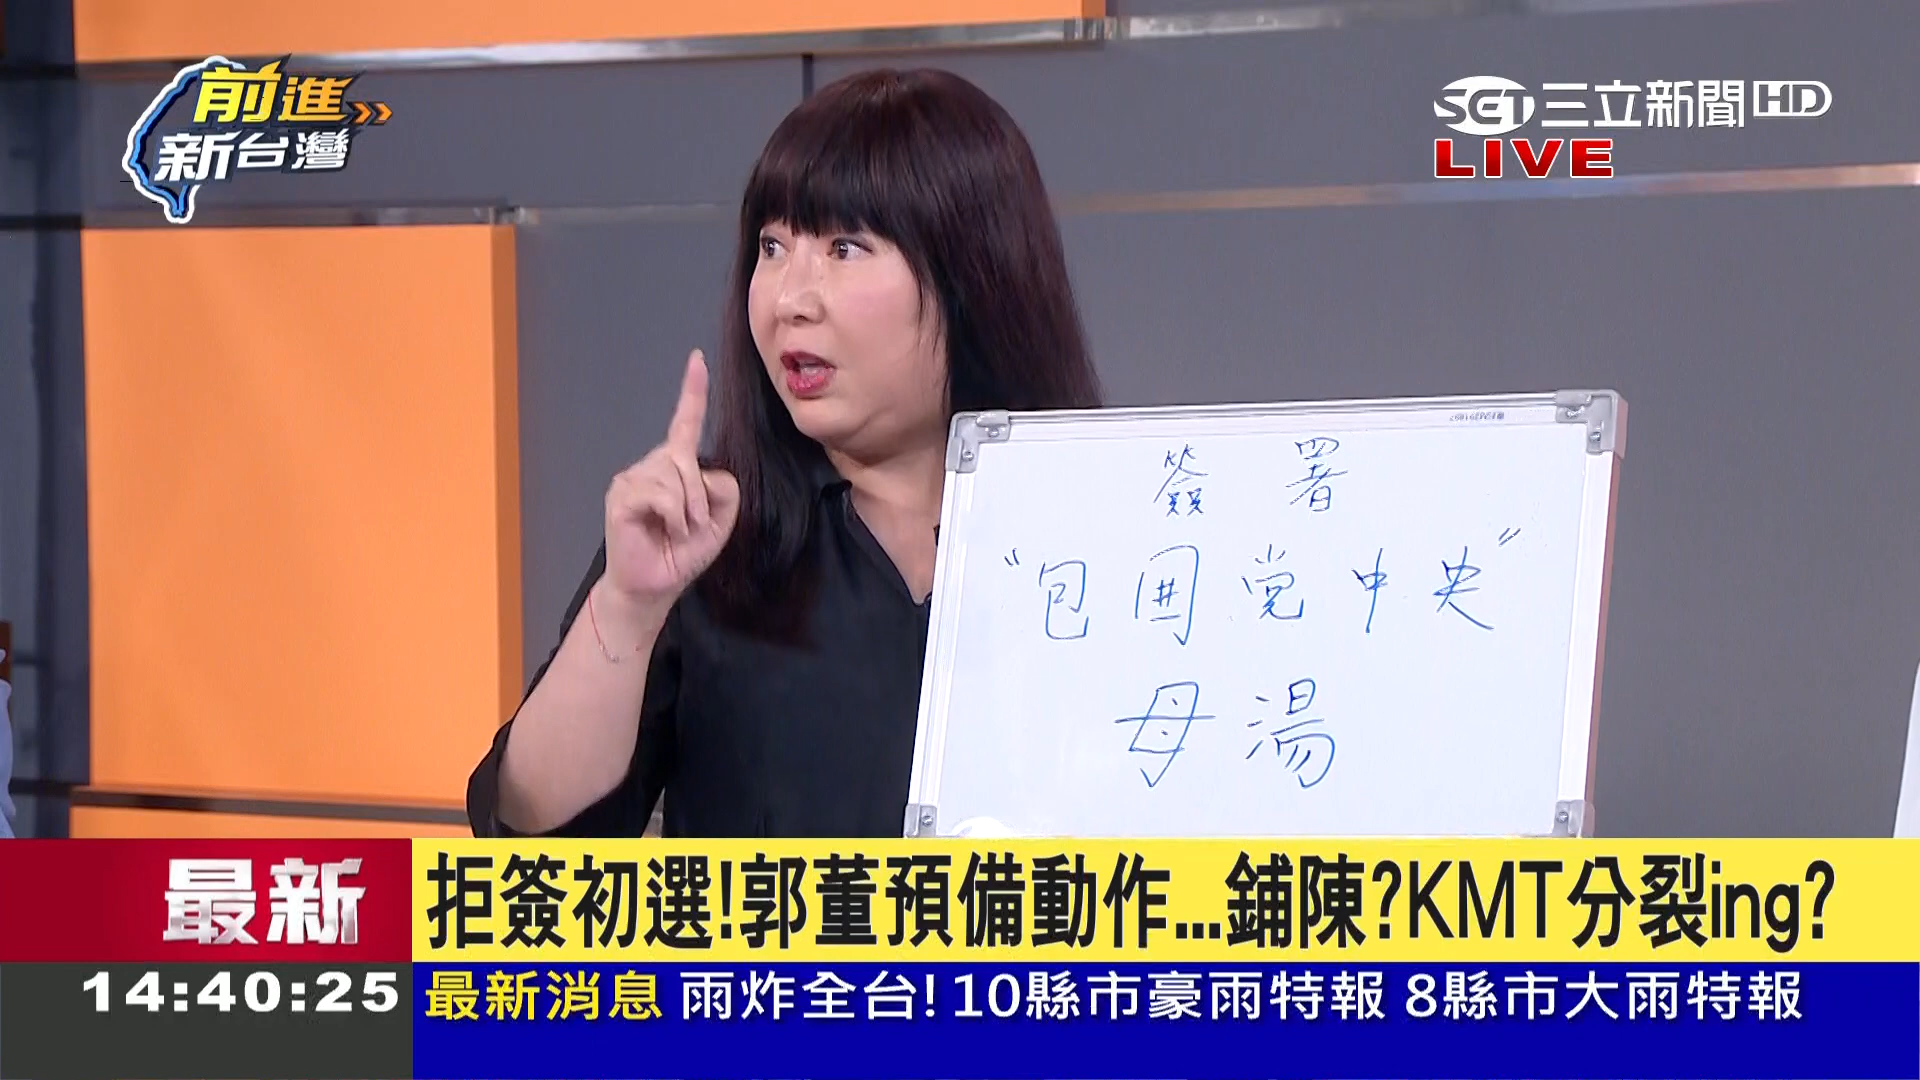 前進
新台灣
SET三立新聞HD
LIVE
簽署
"包囲党中央"
母湯
最新
拒簽初選!郭董預備動作...鋪陳?KMT分裂ing?
14:40:25
最新消息 雨炸全台! 10縣市豪雨特報 8縣市大雨特報